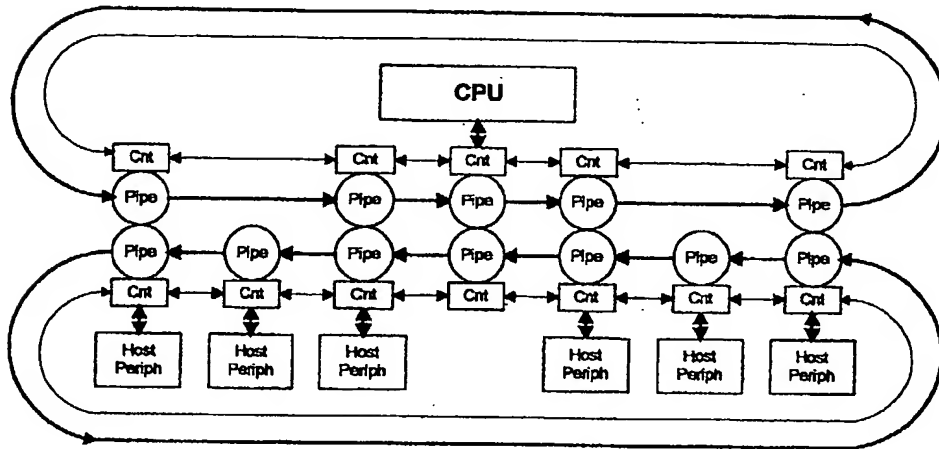 CPU
Cnt Cnt Cnt Cnt Cnt
Pipe Pipe Pipe Pipe Pipe
Pipe Pipe Pipe Pipe Pipe Pipe Pipe
Cnt Cnt Cnt Cnt Cnt Cnt Cnt
Host Host Host Host Host Host
Periph Periph Periph Periph Periph Periph